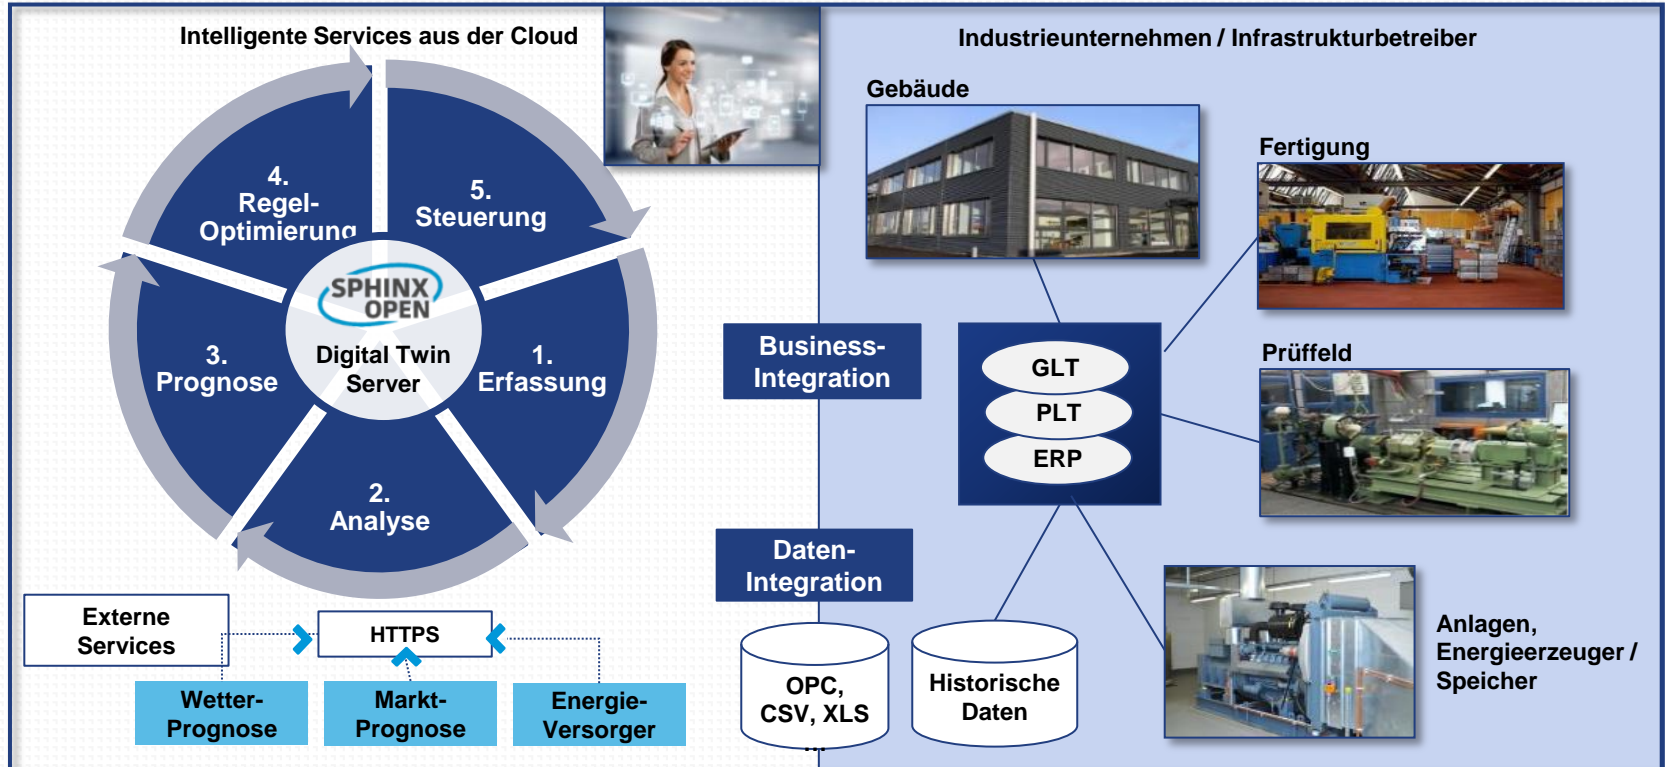 Intelligente Services aus der Cloud
4.
Regel-
Optimierung
5.
Steuerung
SPHINX
OPEN
Digital Twin
Server
3.
Prognose
1.
Erfassung
2.
Analyse
Externe
Services
HTTPS
Wetter-
Prognose
Markt-
Prognose
Energie-
Versorger
Industrieunternehmen / Infrastrukturbetreiber
Gebäude
Fertigung
Business-
Integration
GLT
PLT
ERP
Prüffeld
Daten-
Integration
OPC,
CSV, XLS
...
Historische
Daten
Anlagen,
Energieerzeuger /
Speicher